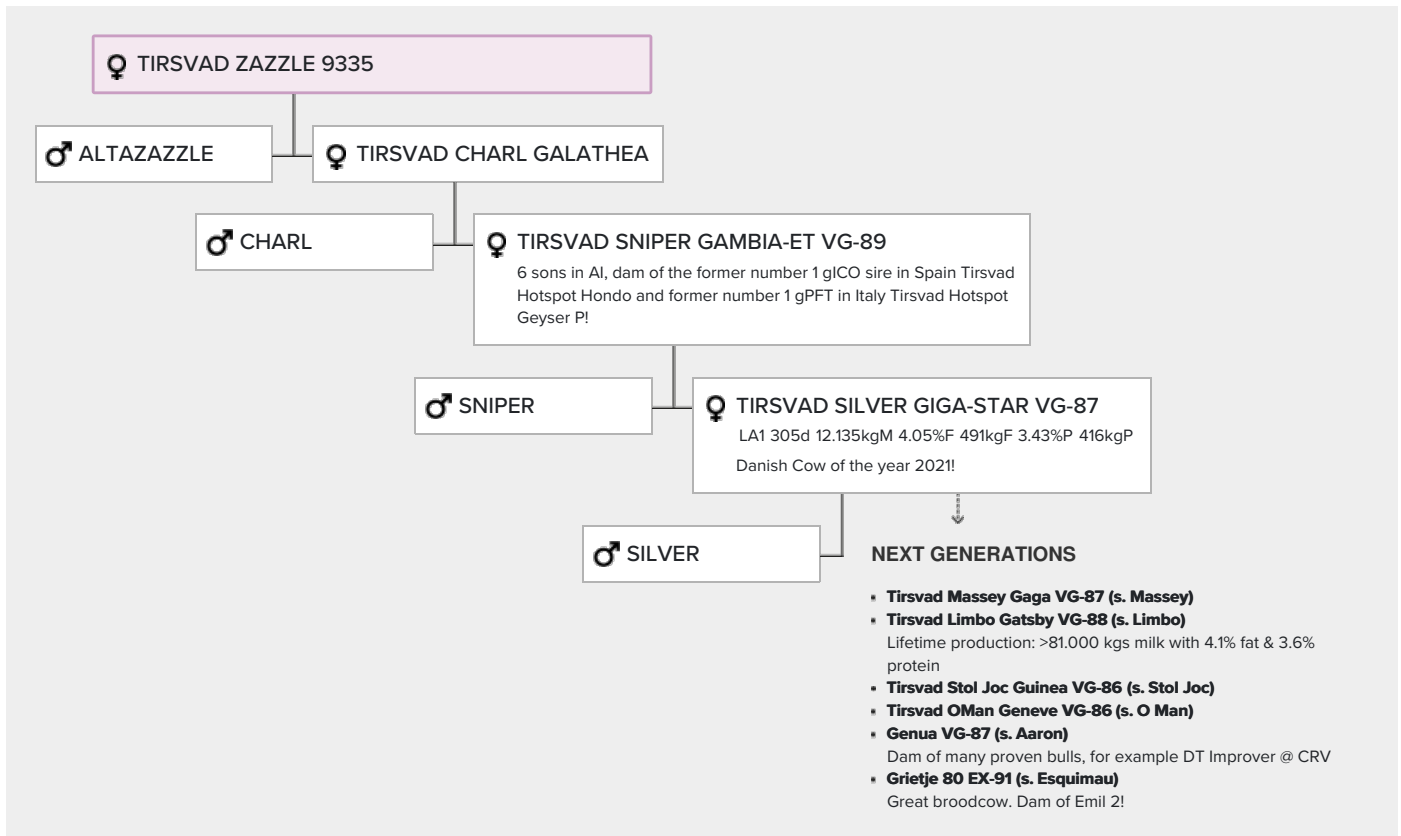 TIRSVAD ZAZZLE 9335
ALTAZAZZLE
TIRSVAD CHARL GALATHEA
CHARL
TIRSVAD SNIPER GAMBIA-ET VG-89
6 sons in AI, dam of the former number 1 gICO sire in Spain Tirsvad
Hotspot Hondo and former number 1 gPFT in Italy Tirsvad Hotspot
Geyser P!
SNIPER
TIRSVAD SILVER GIGA-STAR VG-87
LA1 305d 12.135kgM 4.05%F 491kgF 3.43%P 416kgP
Danish Cow of the year 2021!
SILVER
NEXT GENERATIONS
Tirsvad Massey Gaga VG-87 (s. Massey)
Tirsvad Limbo Gatsby VG-88 (s. Limbo)
Lifetime production: >81.000 kgs milk with 4.1% fat & 3.6%
protein
Tirsvad Stol Joc Guinea VG-86 (s. Stol Joc)
Tirsvad OMan Geneve VG-86 (s. O Man)
Genua VG-87 (s. Aaron)
Dam of many proven bulls, for example DT Improver @ CRV
Grietje 80 EX-91 (s. Esquimau)
Great broodcow. Dam of Emil 2!